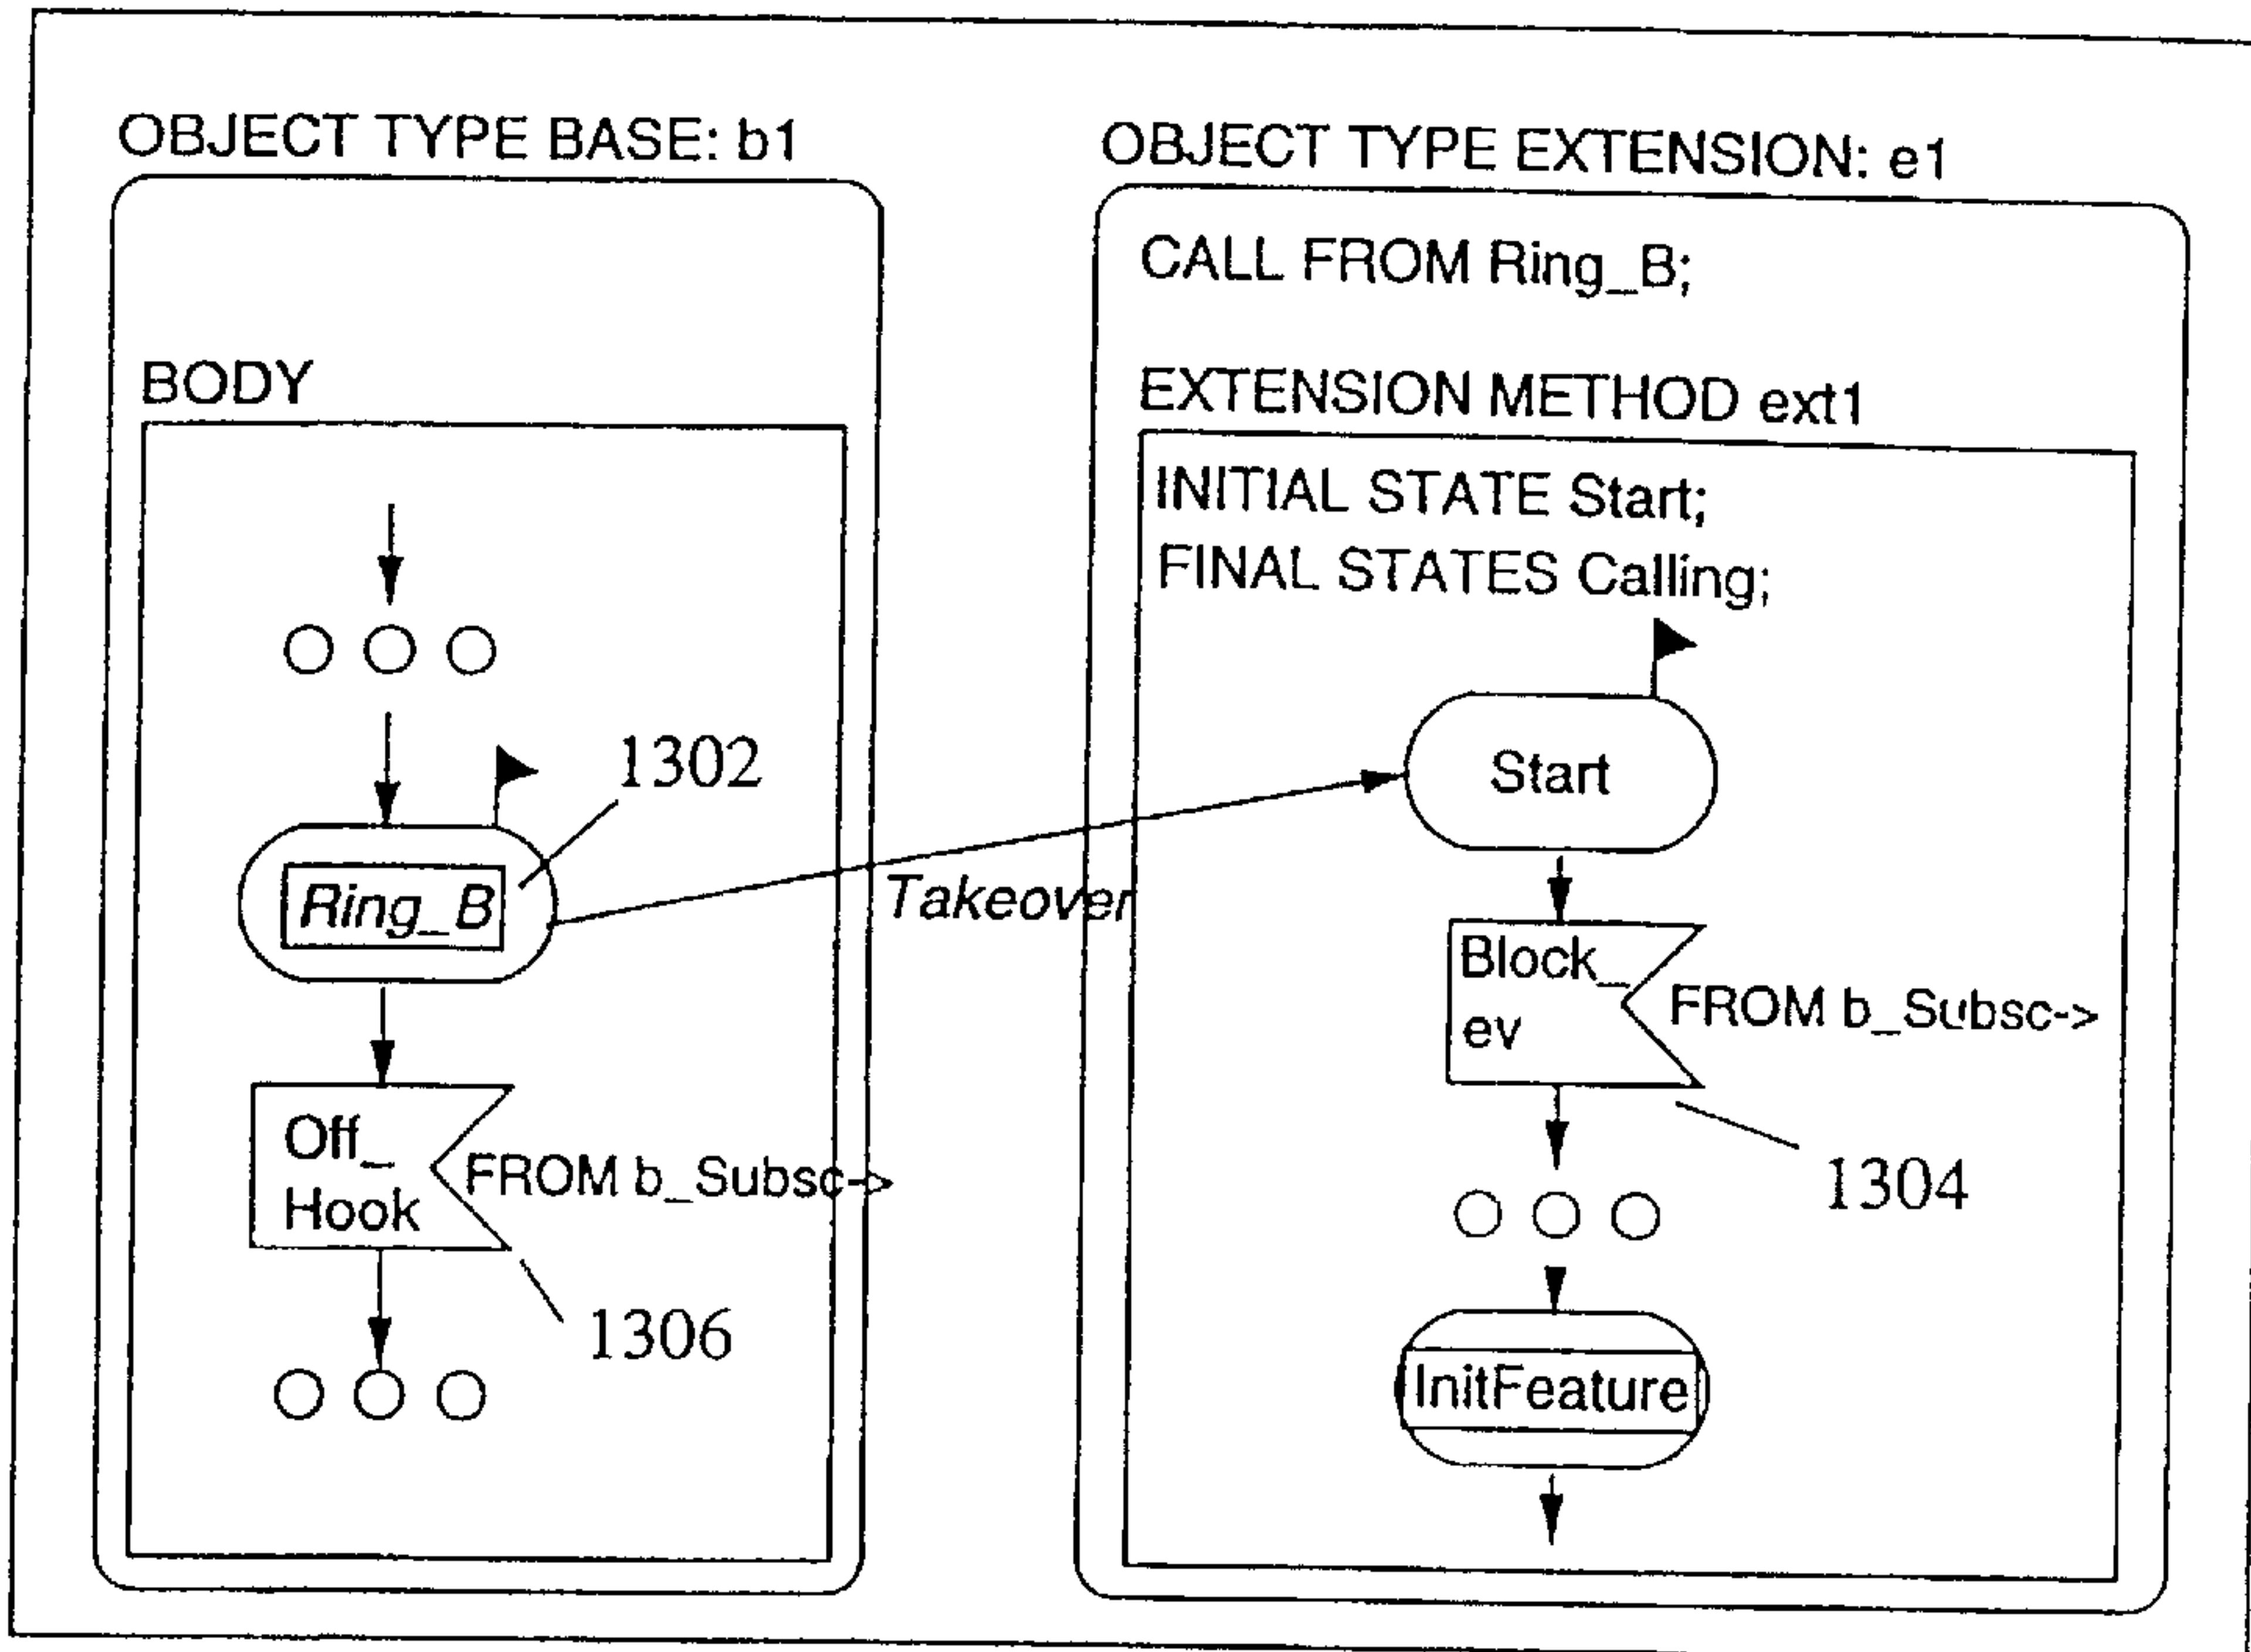 OBJECT TYPE BASE: b1
BODY
1302
Ring_B
Takeover
Off_
Hook
FROM b_Subsc->
1306
OBJECT TYPE EXTENSION: e1
CALL FROM Ring_B;
EXTENSION METHOD ext1
INITIAL STATE Start;
FINAL STATES Calling;
Start
Block_
ev
FROM b_Subsc->
1304
InitFeature